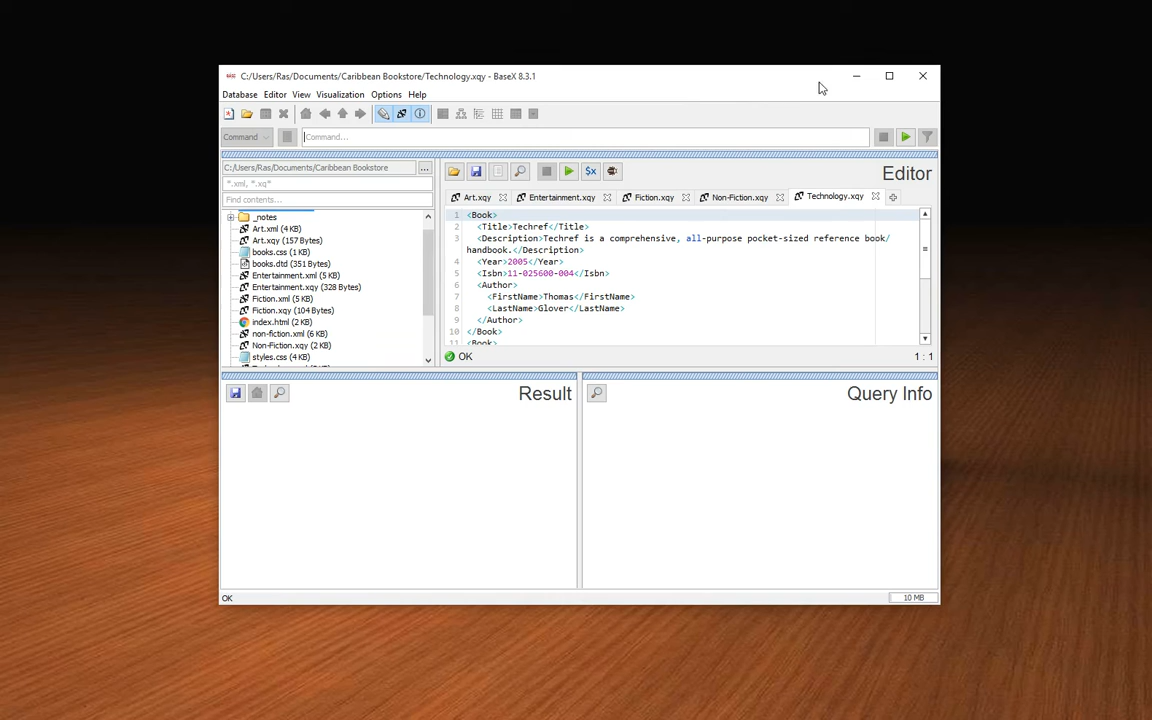 C:/Users/Ras/Documents/Caribbean Bookstore/Technology.xqy - BaseX 8.3.1
Database Editor View Visualization Options Help
Command Command...
C:/Users/Ras/Documents/Caribbean Bookstore ...
*.xml, *.xq*
Find contents...
_notes
Art.xml (4 KB)
Art.xqy (157 Bytes)
books.css (1 KB)
books.dtd (351 Bytes)
Entertainment.xml (5 KB)
Entertainment.xqy (328 Bytes)
Fiction.xml (5 KB)
Fiction.xqy (104 Bytes)
index.html (2 KB)
non-fiction.xml (6 KB)
Non-Fiction.xqy (2 KB)
styles.css (4 KB)
$x
Editor
Art.xqy Entertainment.xqy Fiction.xqy Non-Fiction.xqy Technology.xqy
1 <Book>
2 <Title>Techref</Title>
3 <Description>Techref is a comprehensive, all-purpose pocket-sized reference book/
handbook.</Description>
4 <Year>2005</Year>
5 <Isbn>11-025600-004</Isbn>
6 <Author>
7 <FirstName>Thomas</FirstName>
8 <LastName>Glover</LastName>
9 </Author>
10 </Book>
11 <Book>
OK 1 : 1
Result
Query Info
OK 10 MB